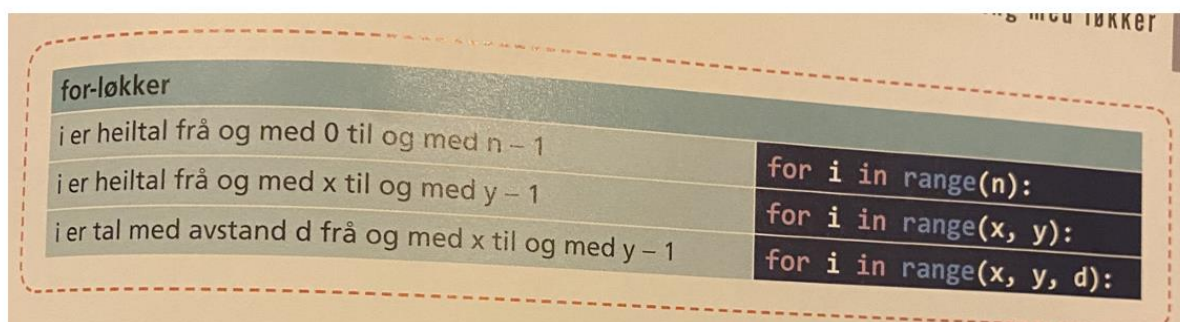 med løkker
for-løkker
i er heiltal frå og med 0 til og med n – 1
for i in range(n):
i er heiltal frå og med x til og med y – 1
for i in range(x, y):
i er tal med avstand d frå og med x til og med y – 1
for i in range(x, y, d):